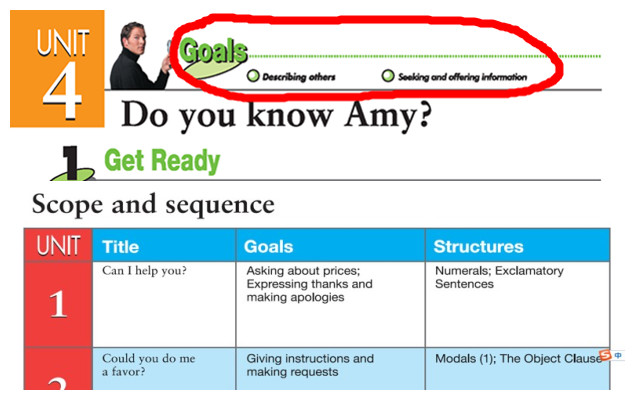 UNIT
4
Goals
Describing others
Seeking and offering information
Do you know Amy?
1 Get Ready
Scope and sequence
UNIT Title Goals Structures
1
Can I help you?
Asking about prices;
Expressing thanks and
making apologies
Numerals; Exclamatory
Sentences
2
Could you do me
a favor?
Giving instructions and
making requests
Modals (1); The Object Clause
S 中